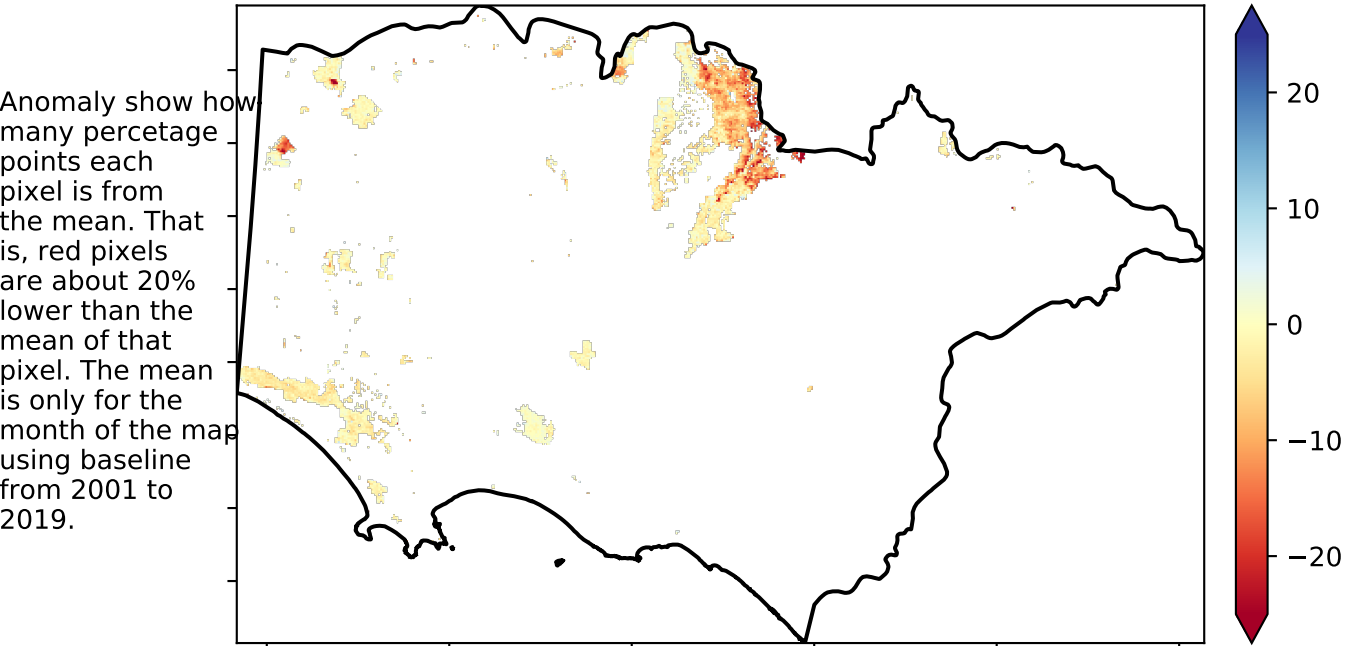 Anomaly show how
many percetage
points each
pixel is from
the mean. That
is, red pixels
are about 20%
lower than the
mean of that
pixel. The mean
is only for the
month of the map
using baseline
from 2001 to
2019.
20
10
0
−10
−20